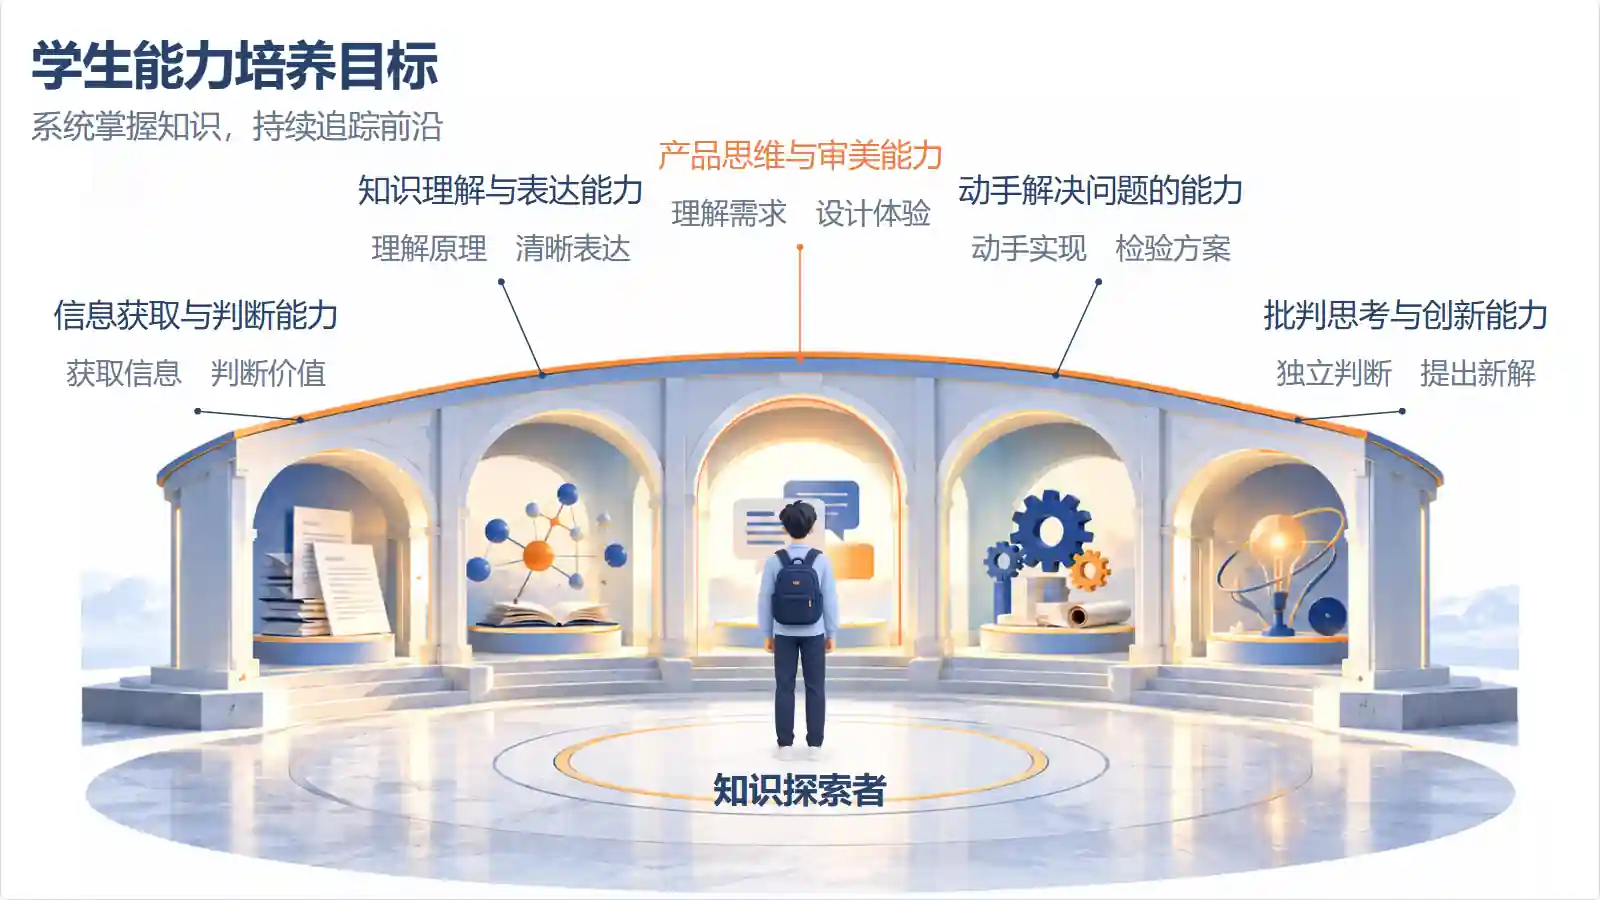 学生能力培养目标
系统掌握知识，持续追踪前沿
产品思维与审美能力
理解需求 设计体验
知识理解与表达能力
理解原理 清晰表达
动手解决问题的能力
动手实现 检验方案
信息获取与判断能力
获取信息 判断价值
批判思考与创新能力
独立判断 提出新解
知识探索者